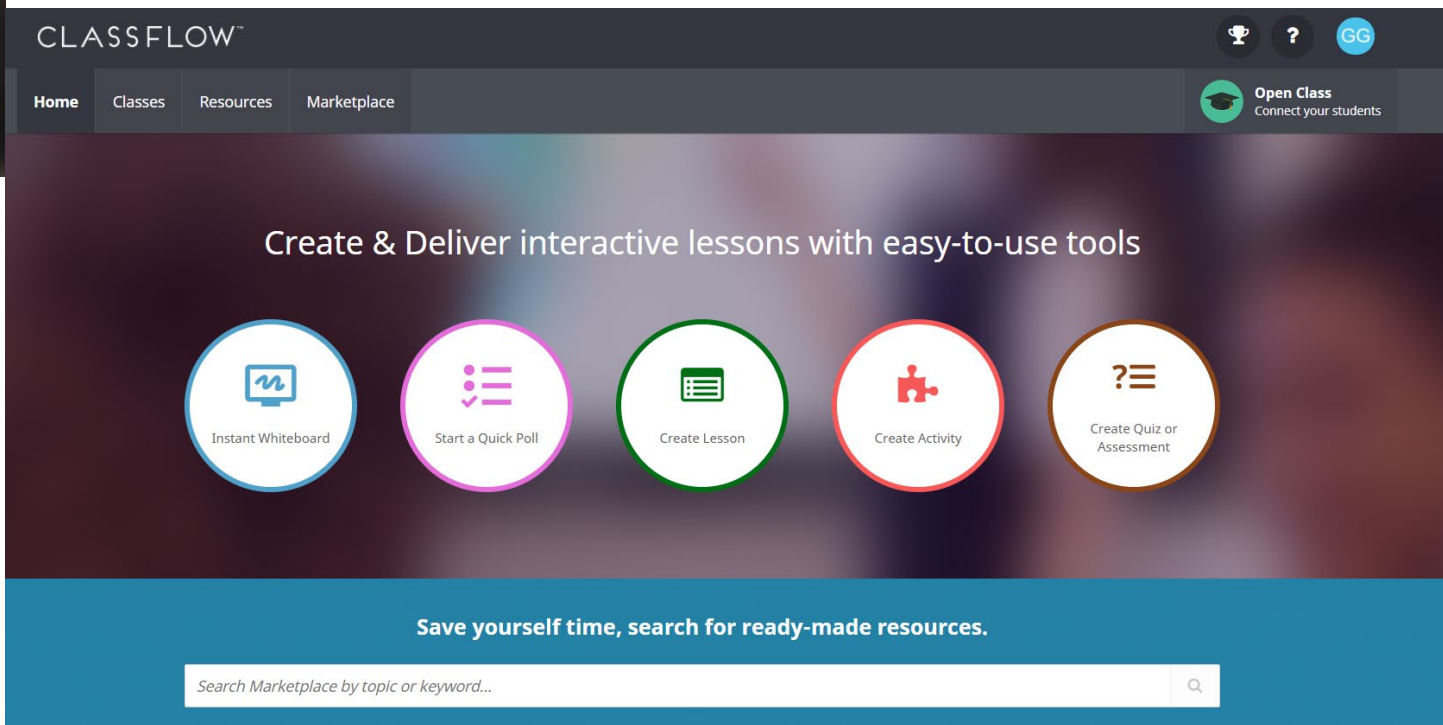 CLASSFLOW™
?
GG
Home
Classes
Resources
Marketplace
Open Class
Connect your students
Create & Deliver interactive lessons with easy-to-use tools
Instant Whiteboard
Start a Quick Poll
Create Lesson
Create Activity
?
Create Quiz or
Assessment
Save yourself time, search for ready-made resources.
Search Marketplace by topic or keyword...